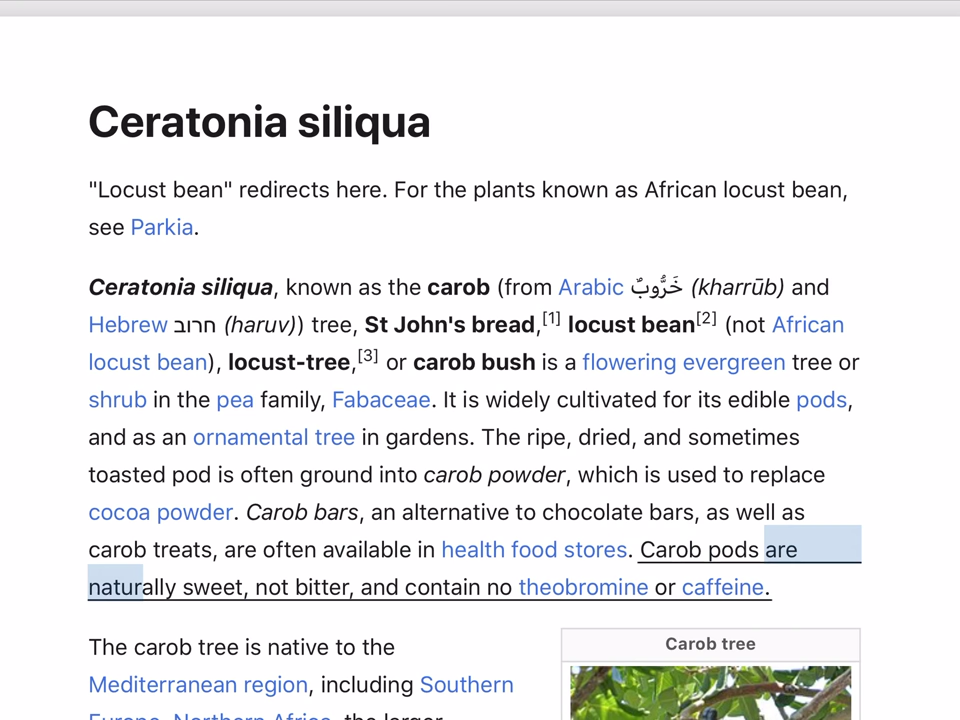 Ceratonia siliqua
"Locust bean" redirects here. For the plants known as African locust bean,
see Parkia.
Ceratonia siliqua, known as the carob (from Arabic خَرُّوبٌ (kharrūb) and
Hebrew חרוב (haruv)) tree, St John's bread,[1] locust bean[2] (not African
locust bean), locust-tree,[3] or carob bush is a flowering evergreen tree or
shrub in the pea family, Fabaceae. It is widely cultivated for its edible pods,
and as an ornamental tree in gardens. The ripe, dried, and sometimes
toasted pod is often ground into carob powder, which is used to replace
cocoa powder. Carob bars, an alternative to chocolate bars, as well as
carob treats, are often available in health food stores. Carob pods are
naturally sweet, not bitter, and contain no theobromine or caffeine.
The carob tree is native to the
Mediterranean region, including Southern
Europe, Northern Africa, the larger
Carob tree